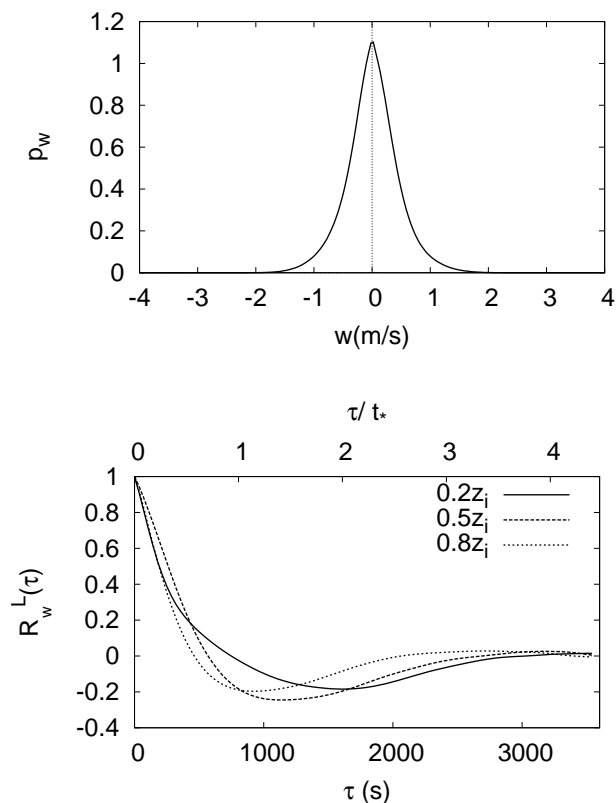 1.2
1
0.8
0.6
0.4
0.2
0
p_w
-4 -3 -2 -1 0 1 2 3 4
w(m/s)
τ/ t_*
0 1 2 3 4
1
0.8
0.6
0.4
0.2
0
-0.2
-0.4
R_w^L(τ)
0.2z_i
0.5z_i
0.8z_i
0 1000 2000 3000
τ (s)